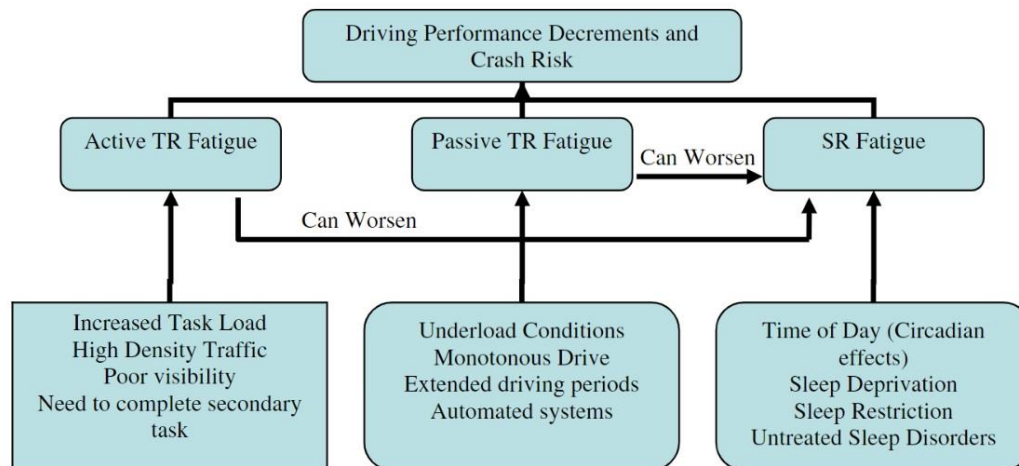 Driving Performance Decrements and
Crash Risk
Active TR Fatigue
Passive TR Fatigue
SR Fatigue
Can Worsen
Can Worsen
Increased Task Load
High Density Traffic
Poor visibility
Need to complete secondary
task
Underload Conditions
Monotonous Drive
Extended driving periods
Automated systems
Time of Day (Circadian
effects)
Sleep Deprivation
Sleep Restriction
Untreated Sleep Disorders